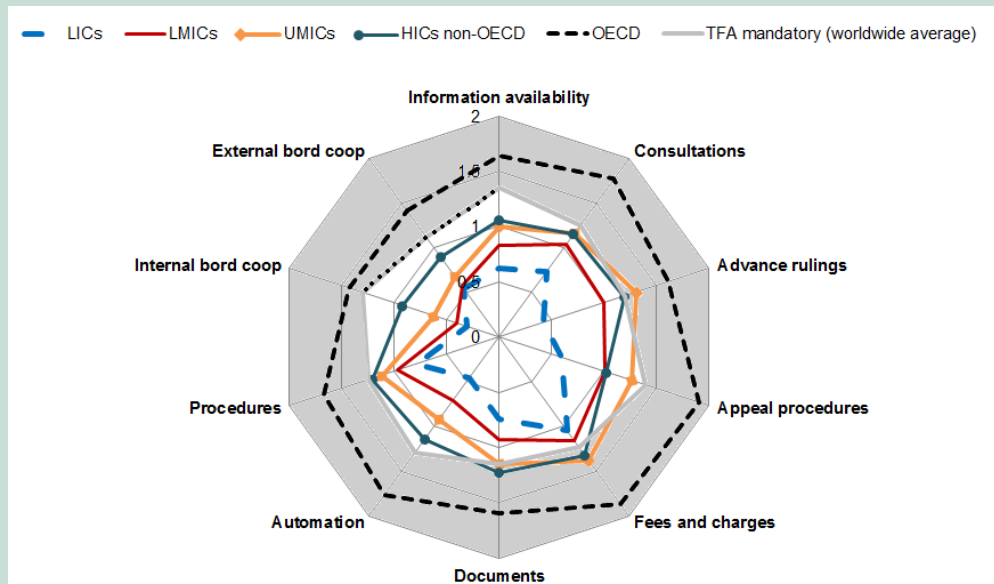 LICs LMICs UMICs HICs non-OECD OECD TFA mandatory (worldwide average)
Information availability
2
External bord coop
Consultations
1.5
1
Internal bord coop
Advance rulings
0.5
0
Procedures
Appeal procedures
Automation
Fees and charges
Documents